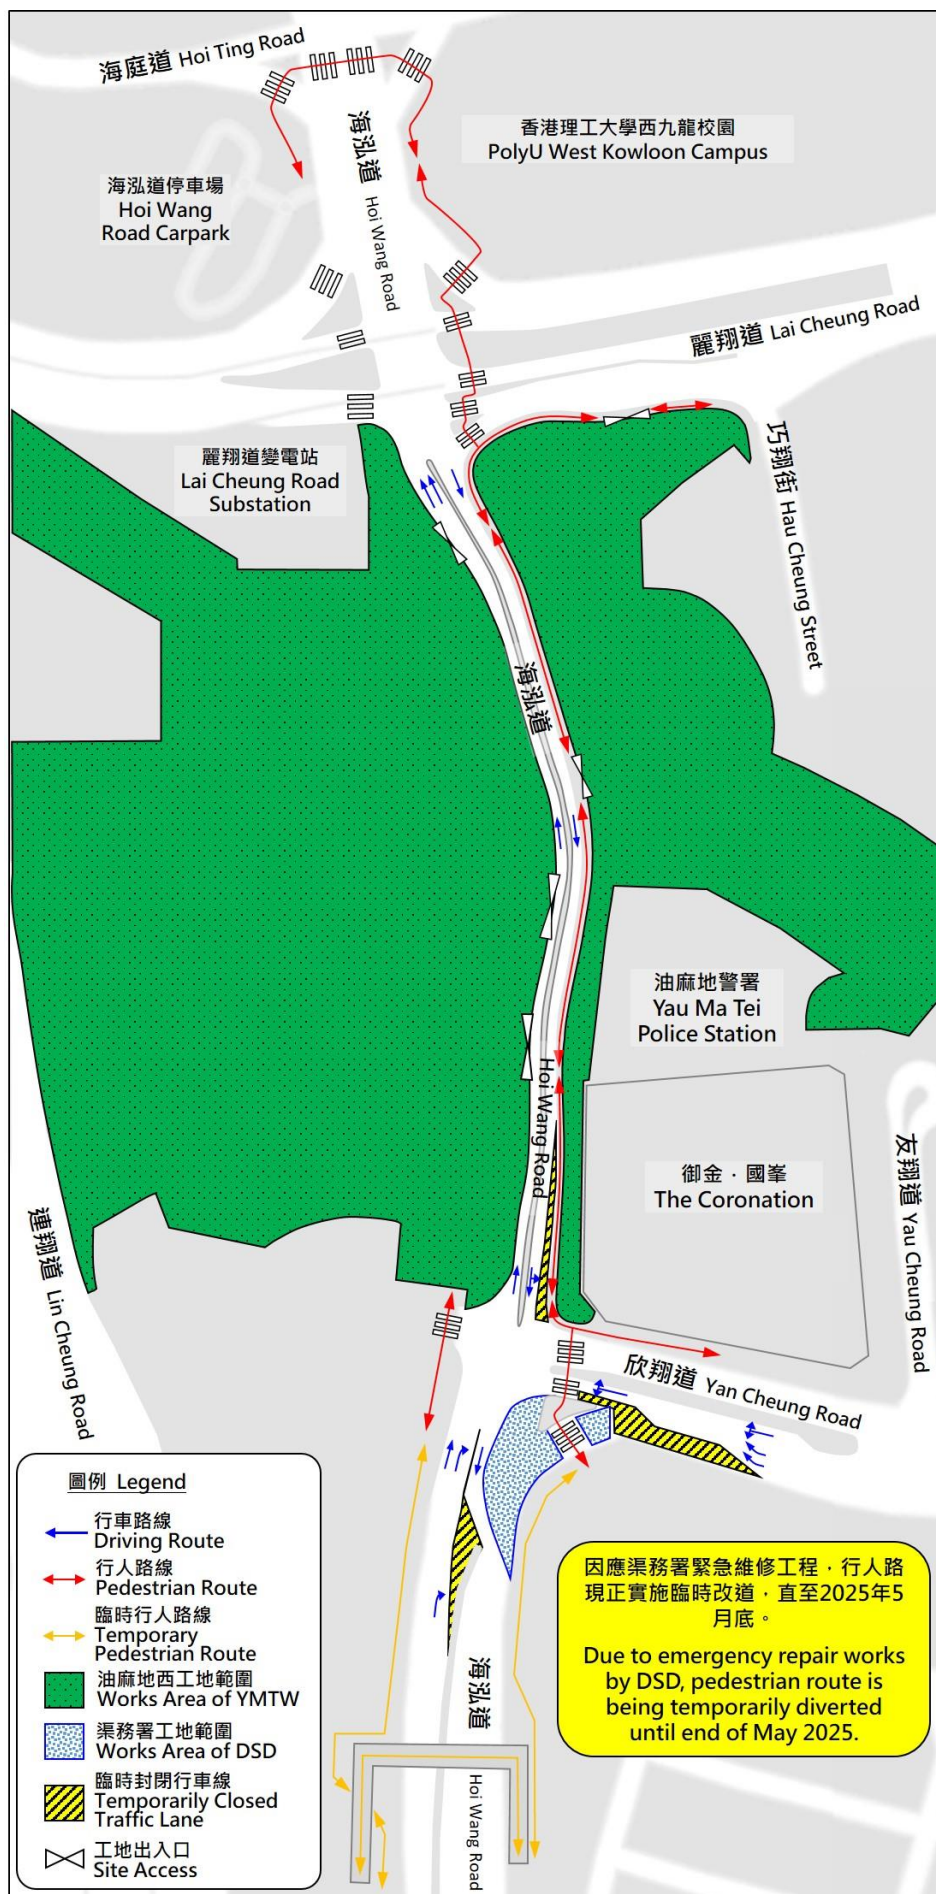 海庭道 Hoi Ting Road
海泓道 Hoi Wang Road
香港理工大學西九龍校園
PolyU West Kowloon Campus
海泓道停車場
Hoi Wang
Road Carpark
麗翔道 Lai Cheung Road
麗翔道變電站
Lai Cheung Road
Substation
巧翔街 Hau Cheung Street
海泓道
Hoi Wang Road
油麻地警署
Yau Ma Tei
Police Station
御金．國峯
The Coronation
友翔道 Yau Cheung Road
連翔道 Lin Cheung Road
欣翔道 Yan Cheung Road
圖例 Legend
行車路線
Driving Route
行人路線
Pedestrian Route
臨時行人路線
Temporary
Pedestrian Route
油麻地西工地範圍
Works Area of YMTW
渠務署工地範圍
Works Area of DSD
臨時封閉行車線
Temporarily Closed
Traffic Lane
工地出入口
Site Access
因應渠務署緊急維修工程，行人路
現正實施臨時改道，直至2025年5
月底。
Due to emergency repair works
by DSD, pedestrian route is
being temporarily diverted
until end of May 2025.
海泓道
Hoi Wang Road